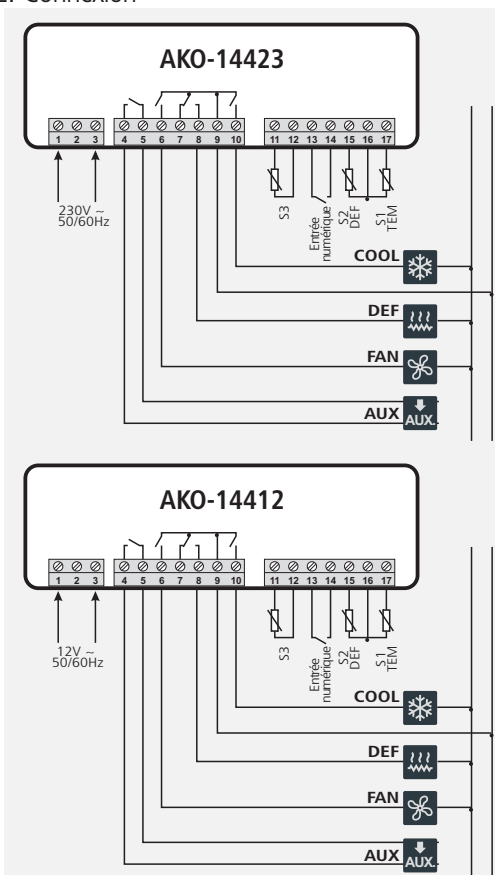 AKO-14423
1 2 3 4 5 6 7 8 9 10 11 12 13 14 15 16 17
230V ~
50/60Hz
S3
Entrée
numérique
S2
DEF
S1
TEM
COOL
DEF
FAN
AUX
AUX.
AKO-14412
1 2 3 4 5 6 7 8 9 10 11 12 13 14 15 16 17
12V ~
50/60Hz
S3
Entrée
numérique
S2
DEF
S1
TEM
COOL
DEF
FAN
AUX
AUX.